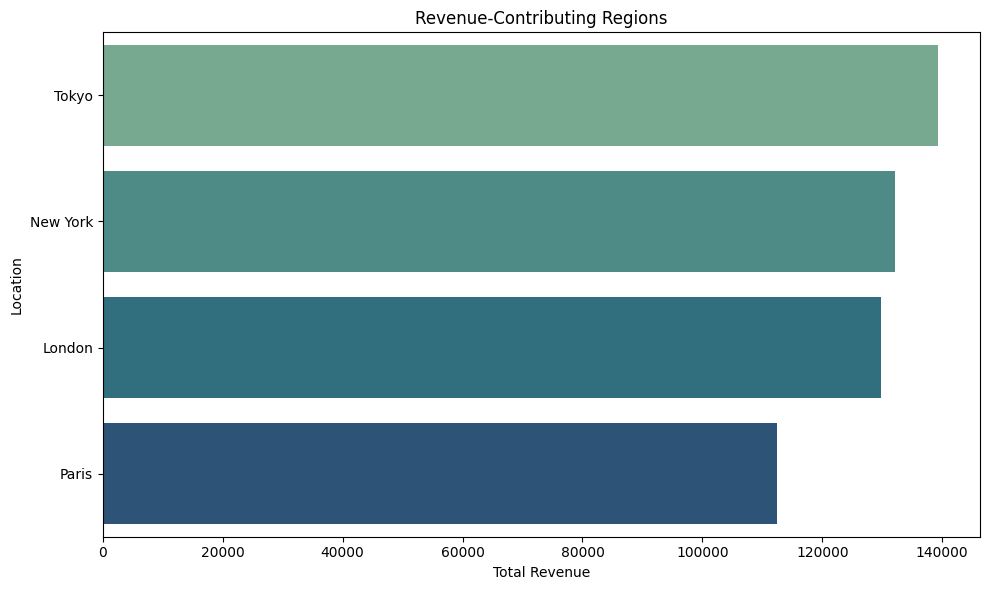 Revenue-Contributing Regions
Location
Tokyo
New York
London
Paris
0 20000 40000 60000 80000 100000 120000 140000
Total Revenue